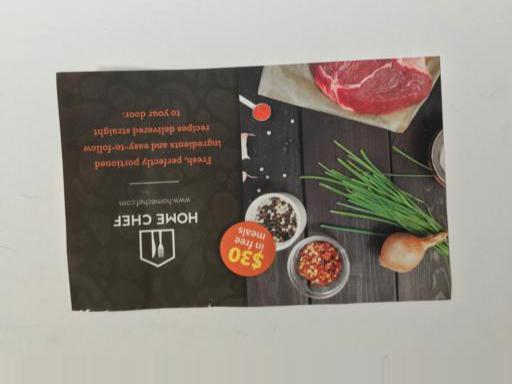 HOME CHEF
www.homechef.com
Fresh, perfectly portioned
ingredients and easy-to-follow
recipes delivered straight
to your door.
$30
in free
meals